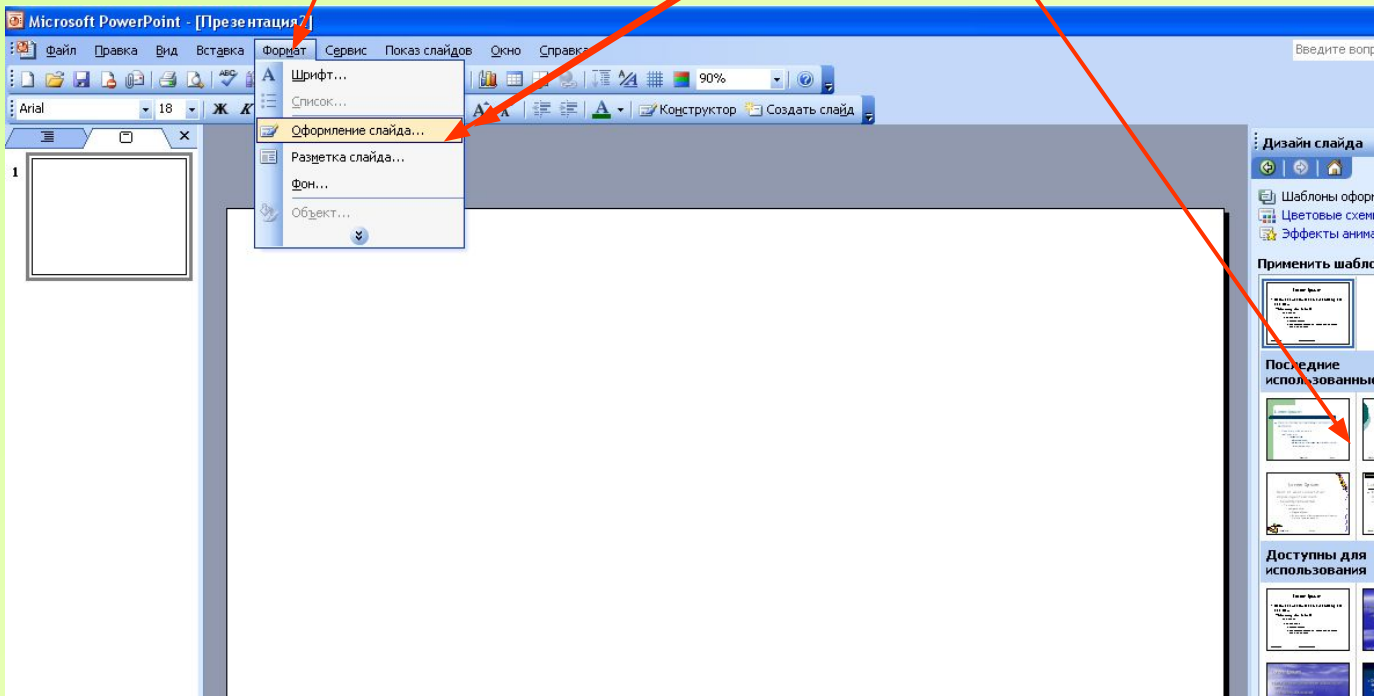 Microsoft PowerPoint - [Презентация2]
Файл Правка Вид Вставка Формат Сервис Показ слайдов Окно Справка
Введите вопр
90%
Arial 18 Ж К Конструктор Создать слайд
Шрифт...
Список...
Оформление слайда...
Разметка слайда...
Фон...
Объект...
1
Дизайн слайда
Шаблоны оформ
Цветовые схемы
Эффекты анима
Применить шабло
Последние
использованные
Доступны для
использования